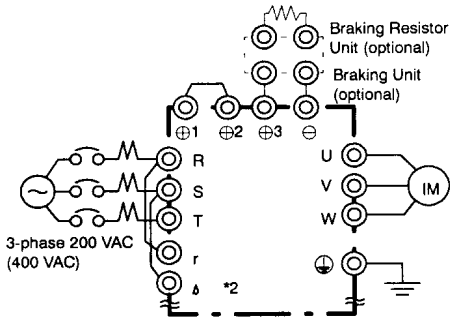 Braking Resistor
Unit (optional)
Braking Unit
(optional)
⊕1 ⊕2 ⊕3 ⊖
R
S
T
r
Δ *2
U
V
W
IM
3-phase 200 VAC
(400 VAC)